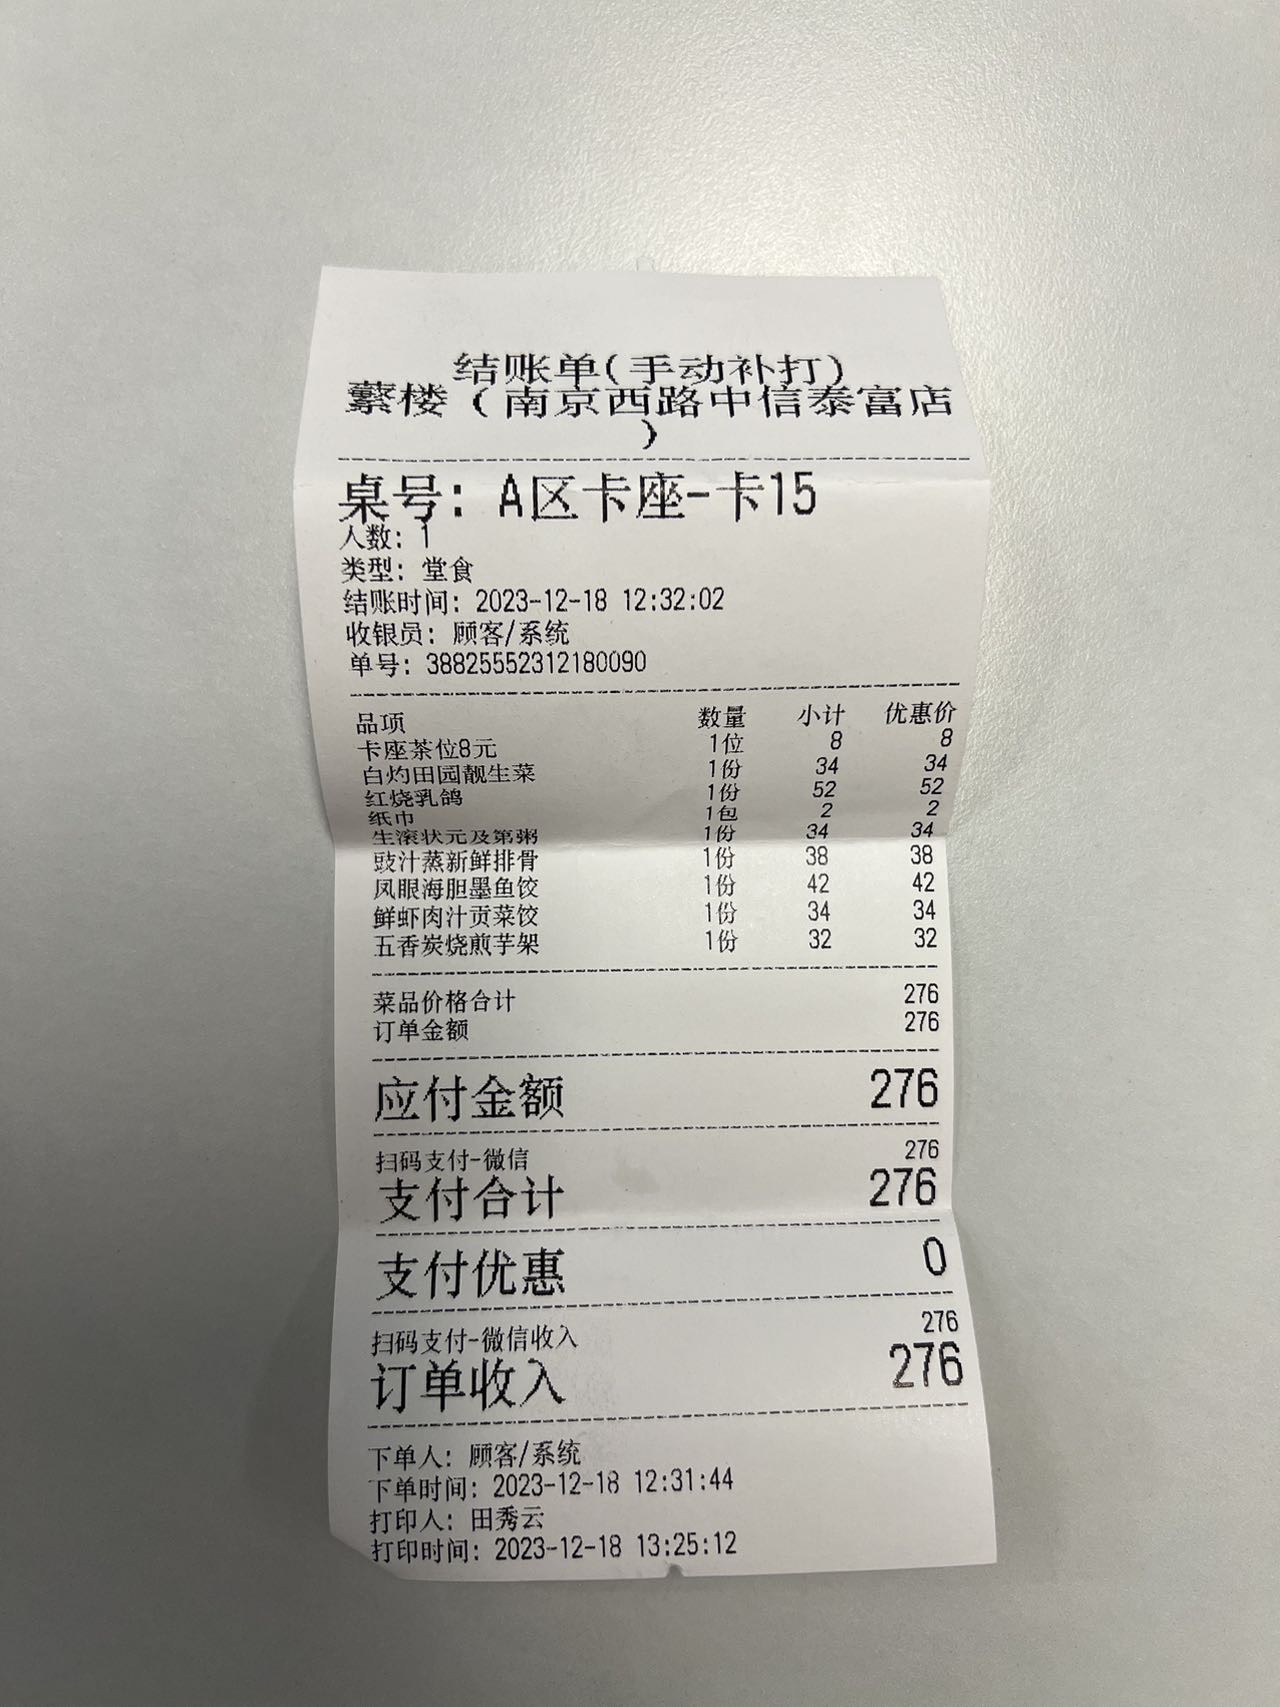 结账单(手动补打)
蘩楼（南京西路中信泰富店
）
桌号: A区卡座-卡15
人数: 1
类型: 堂食
结账时间: 2023-12-18 12:32:02
收银员: 顾客/系统
单号: 38825552312180090
品项 数量 小计 优惠价
卡座茶位8元 1位 8 8
白灼田园靓生菜 1份 34 34
红烧乳鸽 1份 52 52
纸巾 1包 2 2
生滚状元及第粥 1份 34 34
豉汁蒸新鲜排骨 1份 38 38
凤眼海胆墨鱼饺 1份 42 42
鲜虾肉汁贡菜饺 1份 34 34
五香炭烧煎芋架 1份 32 32
菜品价格合计 276
订单金额 276
应付金额 276
扫码支付-微信 276
支付合计 276
支付优惠 0
扫码支付-微信收入 276
订单收入 276
下单人: 顾客/系统
下单时间: 2023-12-18 12:31:44
打印人: 田秀云
打印时间: 2023-12-18 13:25:12